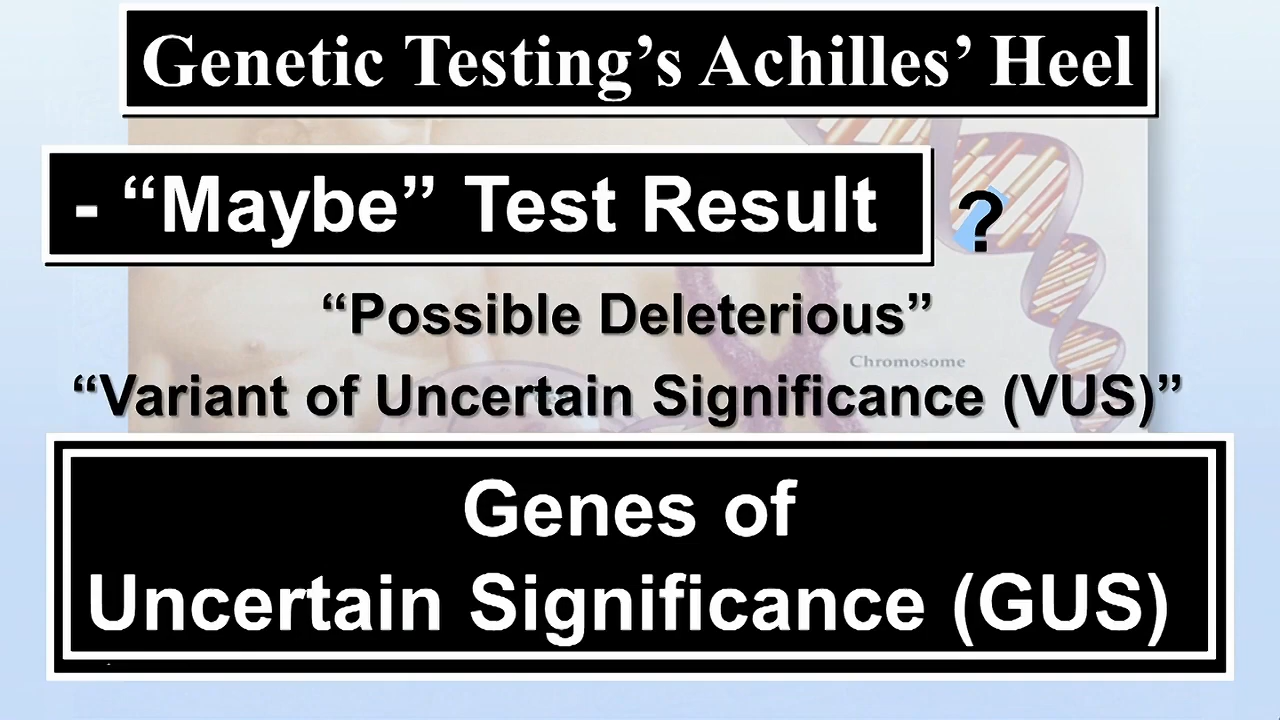 Genetic Testing’s Achilles’ Heel
- “Maybe” Test Result
?
“Possible Deleterious”
Chromosome
“Variant of Uncertain Significance (VUS)”
Genes of
Uncertain Significance (GUS)